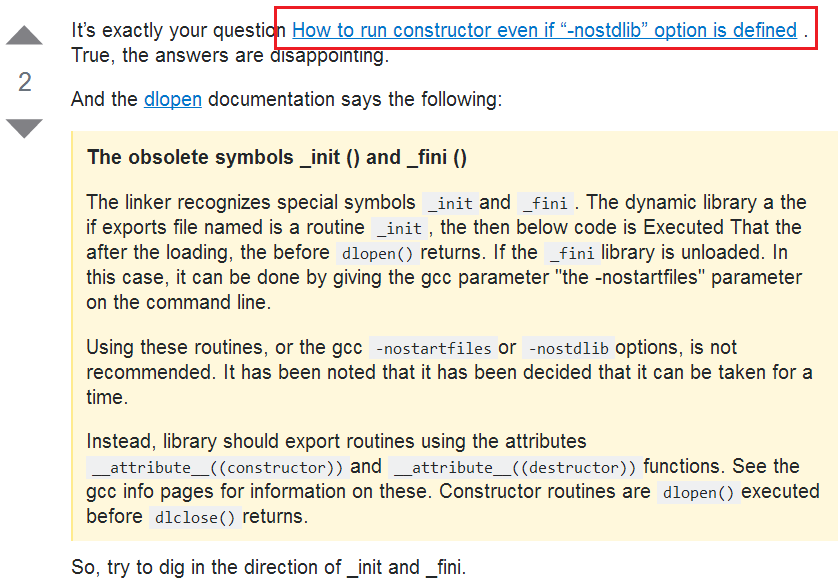 It's exactly your question How to run constructor even if “-nostdlib” option is defined .
2
True, the answers are disappointing.
And the dlopen documentation says the following:
The obsolete symbols _init () and _fini ()
The linker recognizes special symbols _init and _fini . The dynamic library a the
if exports file named is a routine _init , the then below code is Executed That the
after the loading, the before dlopen() returns. If the _fini library is unloaded. In
this case, it can be done by giving the gcc parameter "the -nostartfiles" parameter
on the command line.
Using these routines, or the gcc -nostartfiles or -nostdlib options, is not
recommended. It has been noted that it has been decided that it can be taken for a
time.
Instead, library should export routines using the attributes
__attribute__((constructor)) and __attribute__((destructor)) functions. See the
gcc info pages for information on these. Constructor routines are dlopen() executed
before dlclose() returns.
So, try to dig in the direction of _init and _fini.